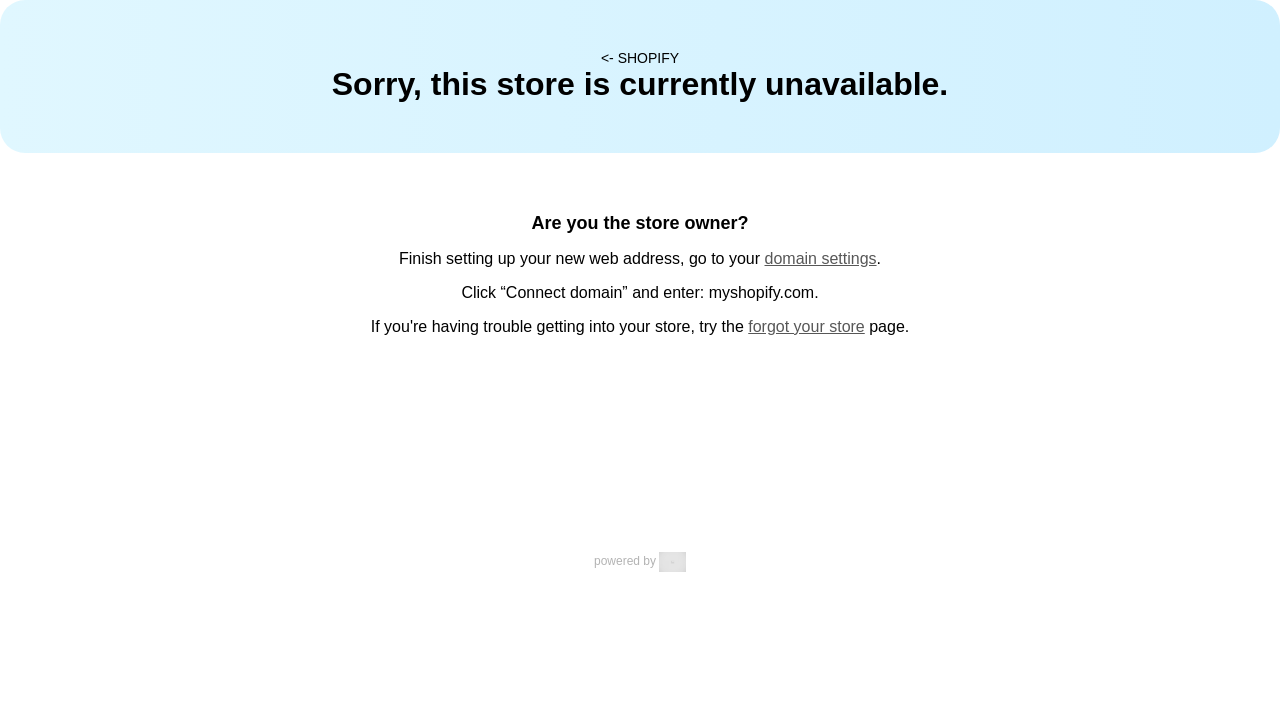 <- SHOPIFY
Sorry, this store is currently unavailable.
Are you the store owner?
Finish setting up your new web address, go to your domain settings.
Click “Connect domain” and enter: myshopify.com.
If you're having trouble getting into your store, try the forgot your store page.
powered by